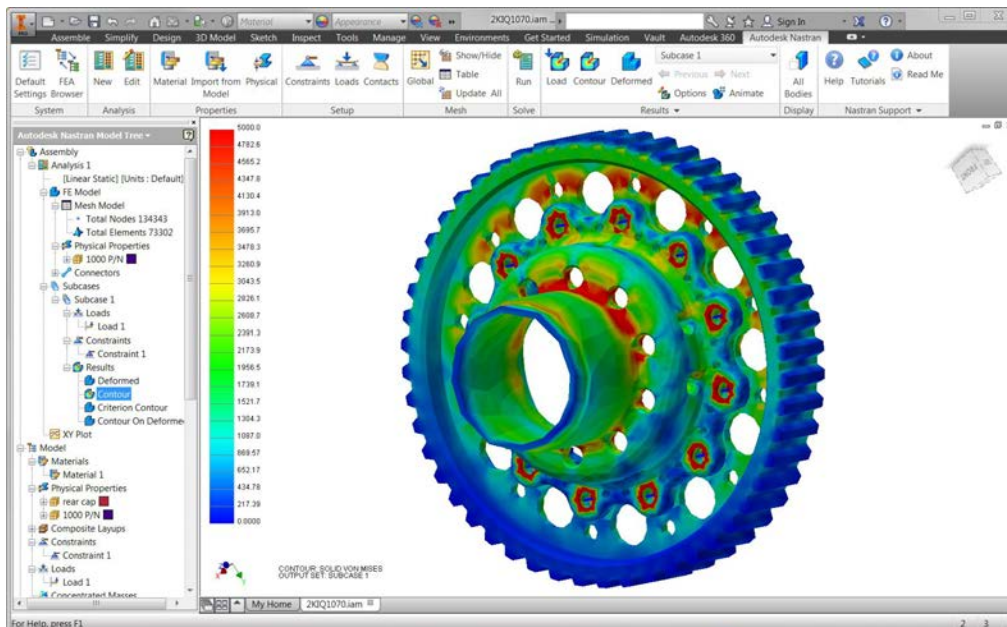 PRO
Material
Appearance
2KIQ1070.iam ...
Sign In
Assemble Simplify Design 3D Model Sketch Inspect Tools Manage View Environments Get Started Simulation Vault Autodesk 360 Autodesk Nastran
Default Settings
FEA Browser
System
New
Edit
Analysis
Material
Import from Model
Physical
Properties
Constraints
Loads
Contacts
Setup
Global
Show/Hide
Table
Update All
Mesh
Run
Solve
Load
Contour
Deformed
Subcase 1
Previous
Next
Options
Animate
Results
All Bodies
Display
Help
Tutorials
About
Read Me
Nastran Support
Autodesk Nastran Model Tree
Assembly
Analysis 1
[Linear Static] [Units : Default]
FE Model
Mesh Model
Total Nodes 134343
Total Elements 73302
Physical Properties
1000 P/N
Connectors
Subcases
Subcase 1
Loads
Load 1
Constraints
Constraint 1
Results
Deformed
Contour
Criterion Contour
Contour On Deforme
XY Plot
Model
Materials
Material 1
Physical Properties
rear cap
1000 P/N
Composite Layups
Constraints
Constraint 1
Loads
Load 1
Concentrated Masses
5000.0
4782.6
4565.2
4347.8
4130.4
3913.0
3695.7
3478.3
3260.9
3043.5
2826.1
2608.7
2391.3
2173.9
1956.5
1739.1
1521.7
1304.3
1087.0
869.57
652.17
434.78
217.39
0.0000
FRONT
X
Y
CONTOUR: SOLID VON MISES
OUTPUT SET: SUBCASE 1
My Home
2KIQ1070.iam
For Help, press F1
2 3